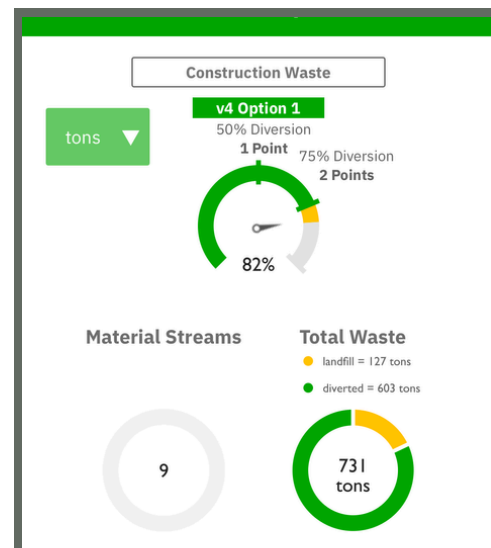 Construction Waste
v4 Option 1
tons
50% Diversion
1 Point
75% Diversion
2 Points
82%
Material Streams
Total Waste
landfill = 127 tons
diverted = 603 tons
9
731
tons